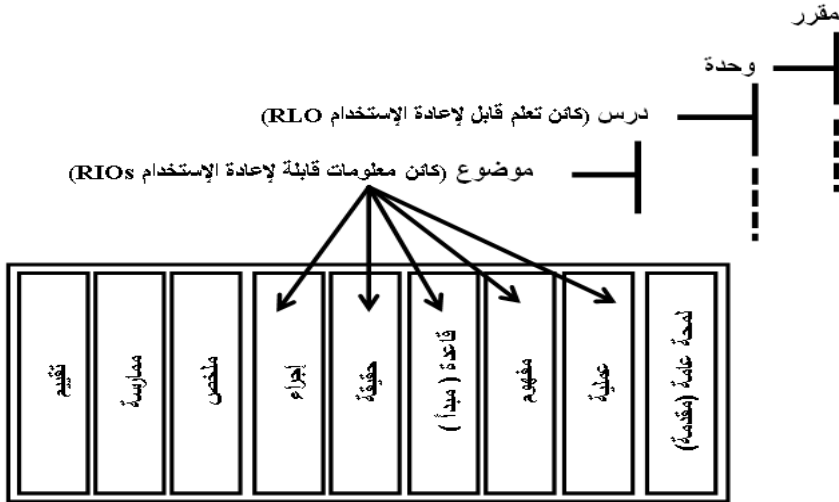 مقرر
وحدة
درس (كائن تعلم قابل لإعادة الإستخدام RLO)
موضوع (كائن معلومات قابلة لإعادة الإستخدام RIOs)
لمحة عامة (مقدمة)
عملية
مفهوم
قاعدة ( مبدأ )
حقيقة
إجراء
ملخص
ممارسة
تقييم